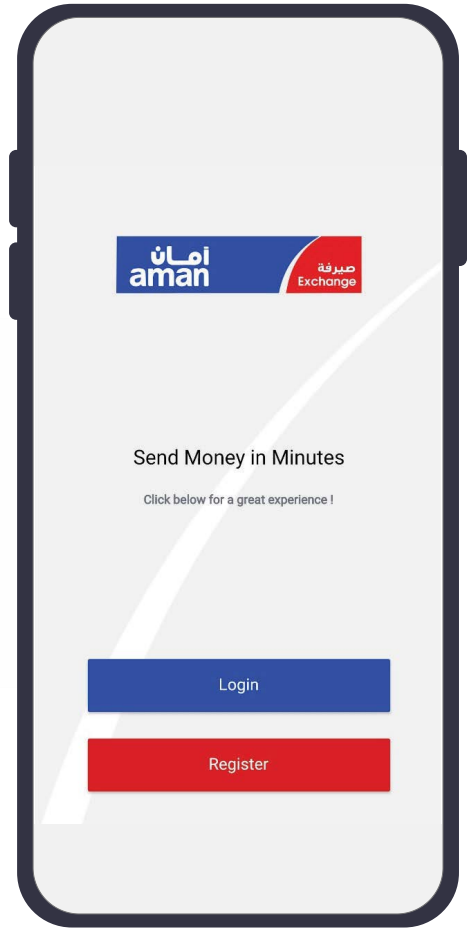 أمان
aman
صيرفة
Exchange
Send Money in Minutes
Click below for a great experience !
Login
Register